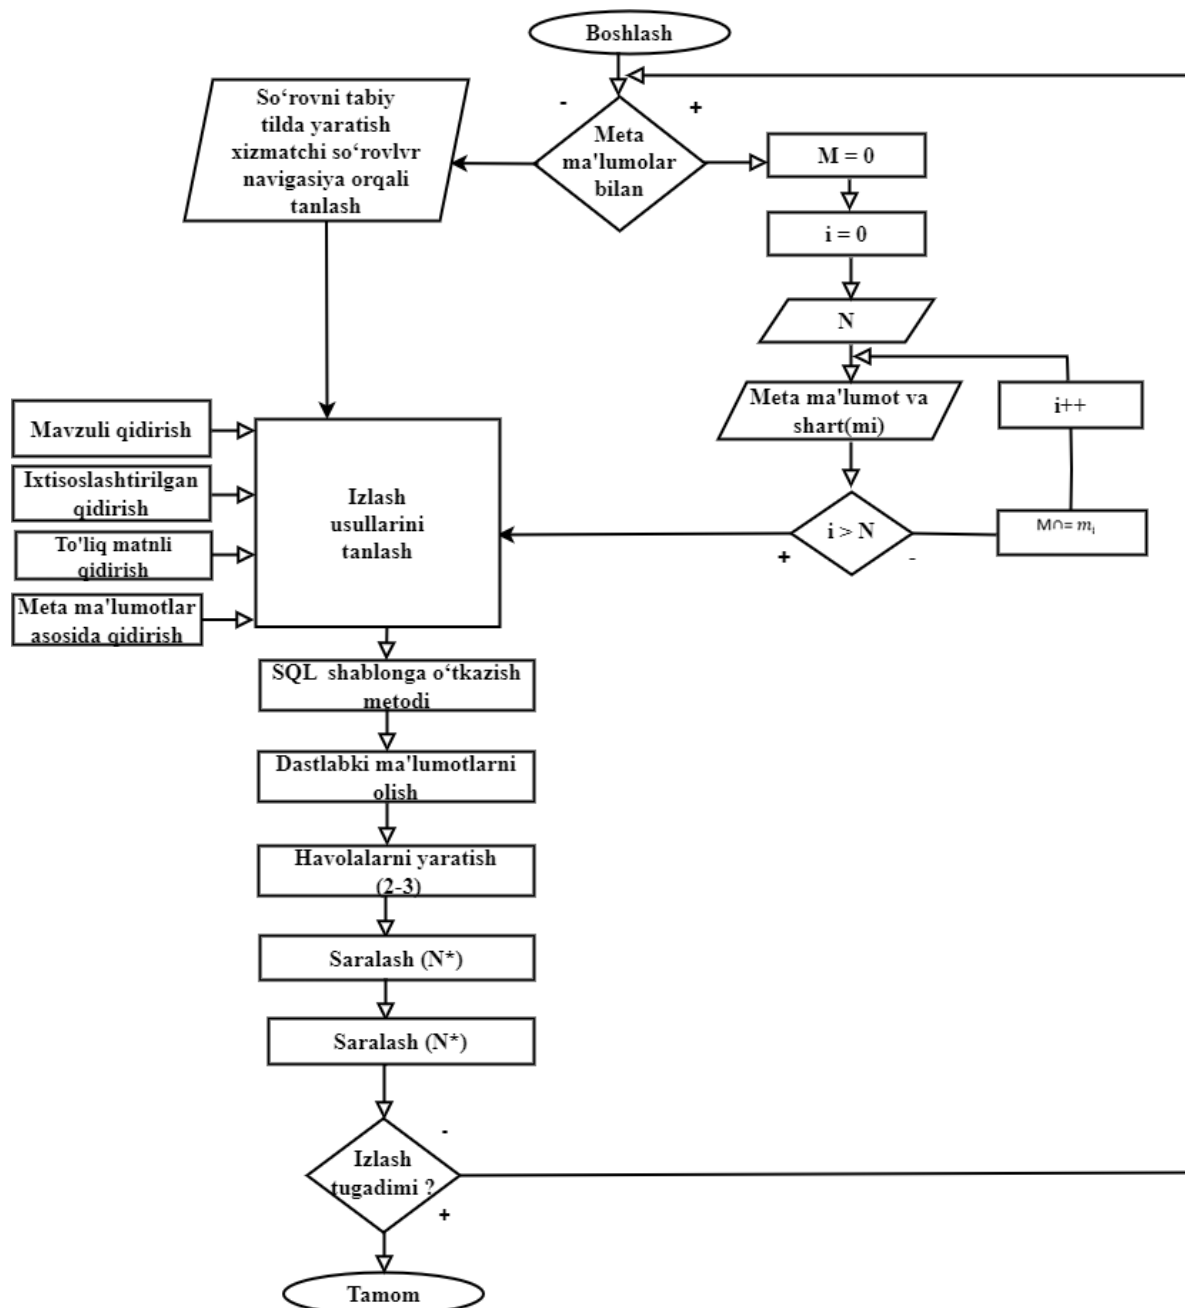 Boshlash
So‘rovni tabiy
tilda yaratish
xizmatchi so‘rovlvr
navigasiya orqali
tanlash
-
+
Meta
ma'lumolar
bilan
M = 0
i = 0
N
Meta ma'lumot va
shart(mi)
i++
i > N
+
-
M∩= mᵢ
Mavzuli qidirish
Ixtisoslashtirilgan
qidirish
To'liq matnli
qidirish
Meta ma'lumotlar
asosida qidirish
Izlash
usullarini
tanlash
SQL shablonga o‘tkazish
metodi
Dastlabki ma'lumotlarni
olish
Havolalarni yaratish
(2-3)
Saralash (N*)
Saralash (N*)
-
Izlash
tugadimi ?
+
Tamom